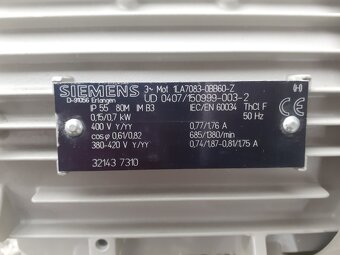 SIEMENS 3~ Mot. 1LA7083-0BB60-Z
D-91056 Erlangen UD 0407/150999-003-2
IP 55 80M IM B3 IEC/EN 60034 ThCl.F
0,15/0,7 kW 50 Hz
400 V Y/YY 0,77/1,76 A
cosφ 0,61/0,82 685/1380/min
380-420 V Y/YY 0,74/1,87-0,81/1,75 A
32143 7310
CE